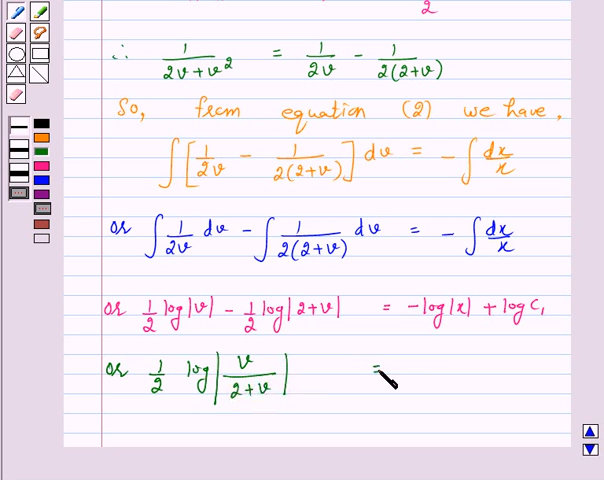 2
∴ 1/(2v+v²) = 1/2v - 1/2(2+v)
So, from equation (2) we have,
∫[1/2v - 1/2(2+v)] dv = -∫dx/x
or ∫1/2v dv - ∫1/2(2+v) dv = -∫dx/x
or 1/2 log|v| - 1/2 log|2+v| = -log|x| + log C₁
or 1/2 log|v/2+v| =